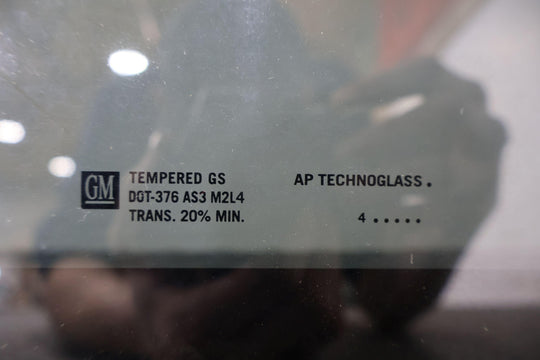 GM
TEMPERED GS
DOT-376 AS3 M2L4
TRANS. 20% MIN.
AP TECHNOGLASS.
4 .....